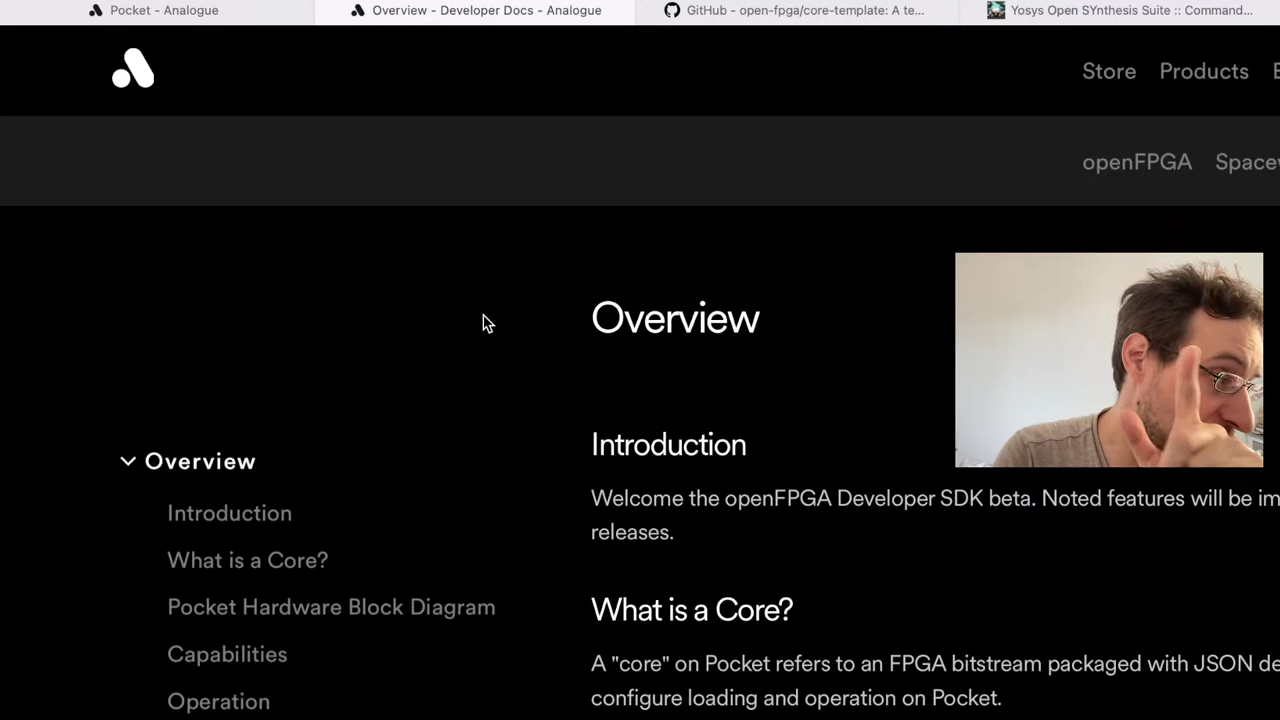 Pocket - Analogue
Overview - Developer Docs - Analogue
GitHub - open-fpga/core-template: A te...
Yosys Open SYnthesis Suite :: Command...
Store Products
openFPGA
Overview
Introduction
Welcome the openFPGA Developer SDK beta. Noted features will be
releases.
What is a Core?
A "core" on Pocket refers to an FPGA bitstream packaged with JSON
configure loading and operation on Pocket.
Overview
Introduction
What is a Core?
Pocket Hardware Block Diagram
Capabilities
Operation